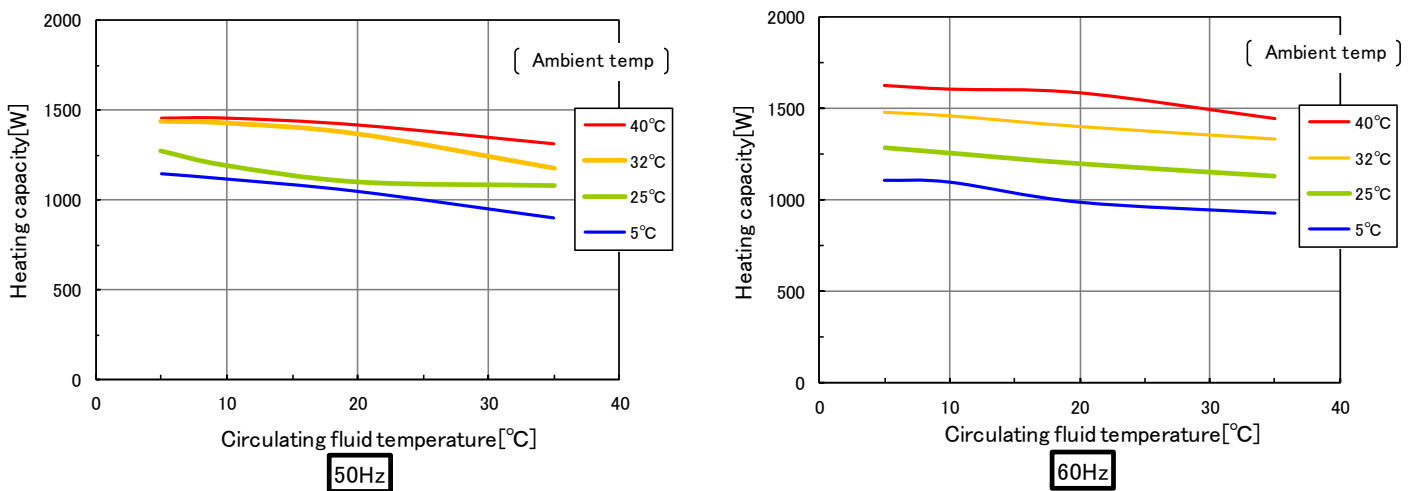 2000
1500
1000
500
0
Heating capacity[W]
[ Ambient temp ]
40℃
32℃
25℃
5℃
0 10 20 30 40
Circulating fluid temperature[℃]
50Hz
2000
1500
1000
500
0
Heating capacity[W]
[ Ambient temp ]
40℃
32℃
25℃
5℃
0 10 20 30 40
Circulating fluid temperature[℃]
60Hz